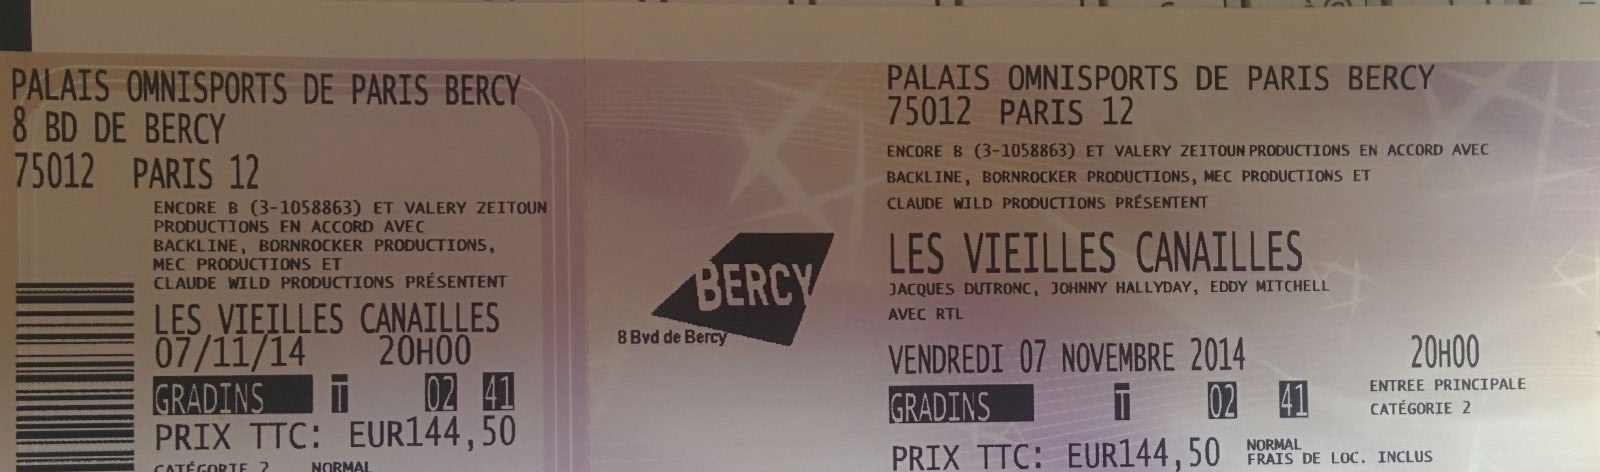 PALAIS OMNISPORTS DE PARIS BERCY
8 BD DE BERCY
75012 PARIS 12
ENCORE B (3-1058863) ET VALERY ZEITOUN
PRODUCTIONS EN ACCORD AVEC
BACKLINE, BORNROCKER PRODUCTIONS,
MEC PRODUCTIONS ET
CLAUDE WILD PRODUCTIONS PRÉSENTENT
LES VIEILLES CANAILLES
07/11/14 20H00
GRADINS T 02 41
PRIX TTC: EUR144,50
CATÉGORIE 2 NORMAL
BERCY
8 Bvd de Bercy
PALAIS OMNISPORTS DE PARIS BERCY
75012 PARIS 12
ENCORE B (3-1058863) ET VALERY ZEITOUN PRODUCTIONS EN ACCORD AVEC
BACKLINE, BORNROCKER PRODUCTIONS, MEC PRODUCTIONS ET
CLAUDE WILD PRODUCTIONS PRÉSENTENT
LES VIEILLES CANAILLES
JACQUES DUTRONC, JOHNNY HALLYDAY, EDDY MITCHELL
AVEC RTL
VENDREDI 07 NOVEMBRE 2014 20H00
ENTREE PRINCIPALE
GRADINS T 02 41 CATÉGORIE 2
PRIX TTC: EUR144,50 NORMAL
FRAIS DE LOC. INCLUS